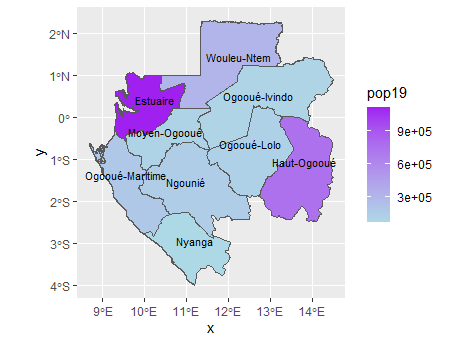 2°N
1°N
0°
1°S
2°S
3°S
4°S
y
Wouleu-Ntem
Estuaire
Ogooué-Ivindo
Moyen-Ogooué
Ogooué-Lolo
Haut-Ogooué
Ogooué-Maritime
Ngounié
Nyanga
9°E
10°E
11°E
12°E
13°E
14°E
x
pop19
9e+05
6e+05
3e+05